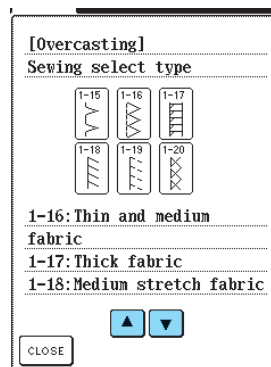 [Overcasting]
Sewing select type
1-15 1-16 1-17
1-18 1-19 1-20
1-16:Thin and medium
fabric
1-17:Thick fabric
1-18:Medium stretch fabric
CLOSE